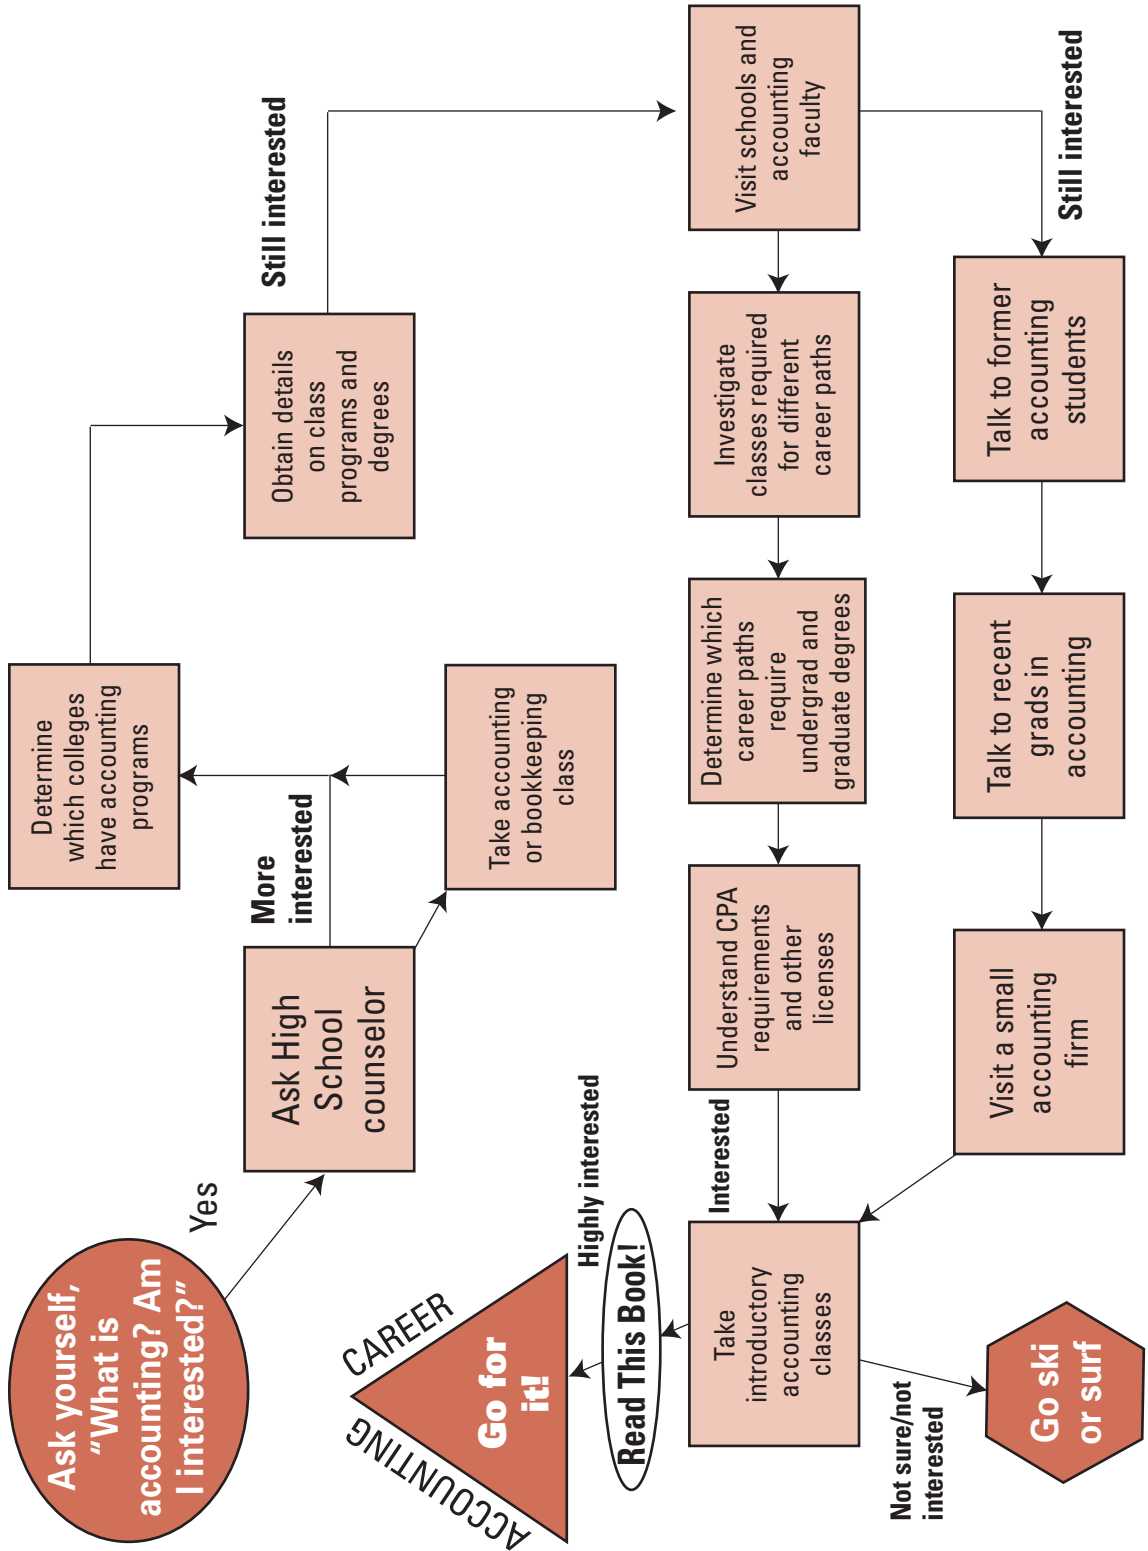 Ask yourself,
“What is
accounting? Am
I interested?”
Yes
Ask High
School
counselor
More
interested
Take accounting
or bookkeeping
class
Determine
which colleges
have accounting
programs
Obtain details
on class
programs and
degrees
Still interested
Visit schools and
accounting
faculty
Investigate
classes required
for different
career paths
Determine which
career paths
require
undergrad and
graduate degrees
Understand CPA
requirements
and other
licenses
Interested
Still interested
Talk to former
accounting
students
Talk to recent
grads in
accounting
Visit a small
accounting
firm
Take
introductory
accounting
classes
Highly interested
Read This Book!
ACCOUNTING
CAREER
Go for
it!
Not sure/not
interested
Go ski
or surf